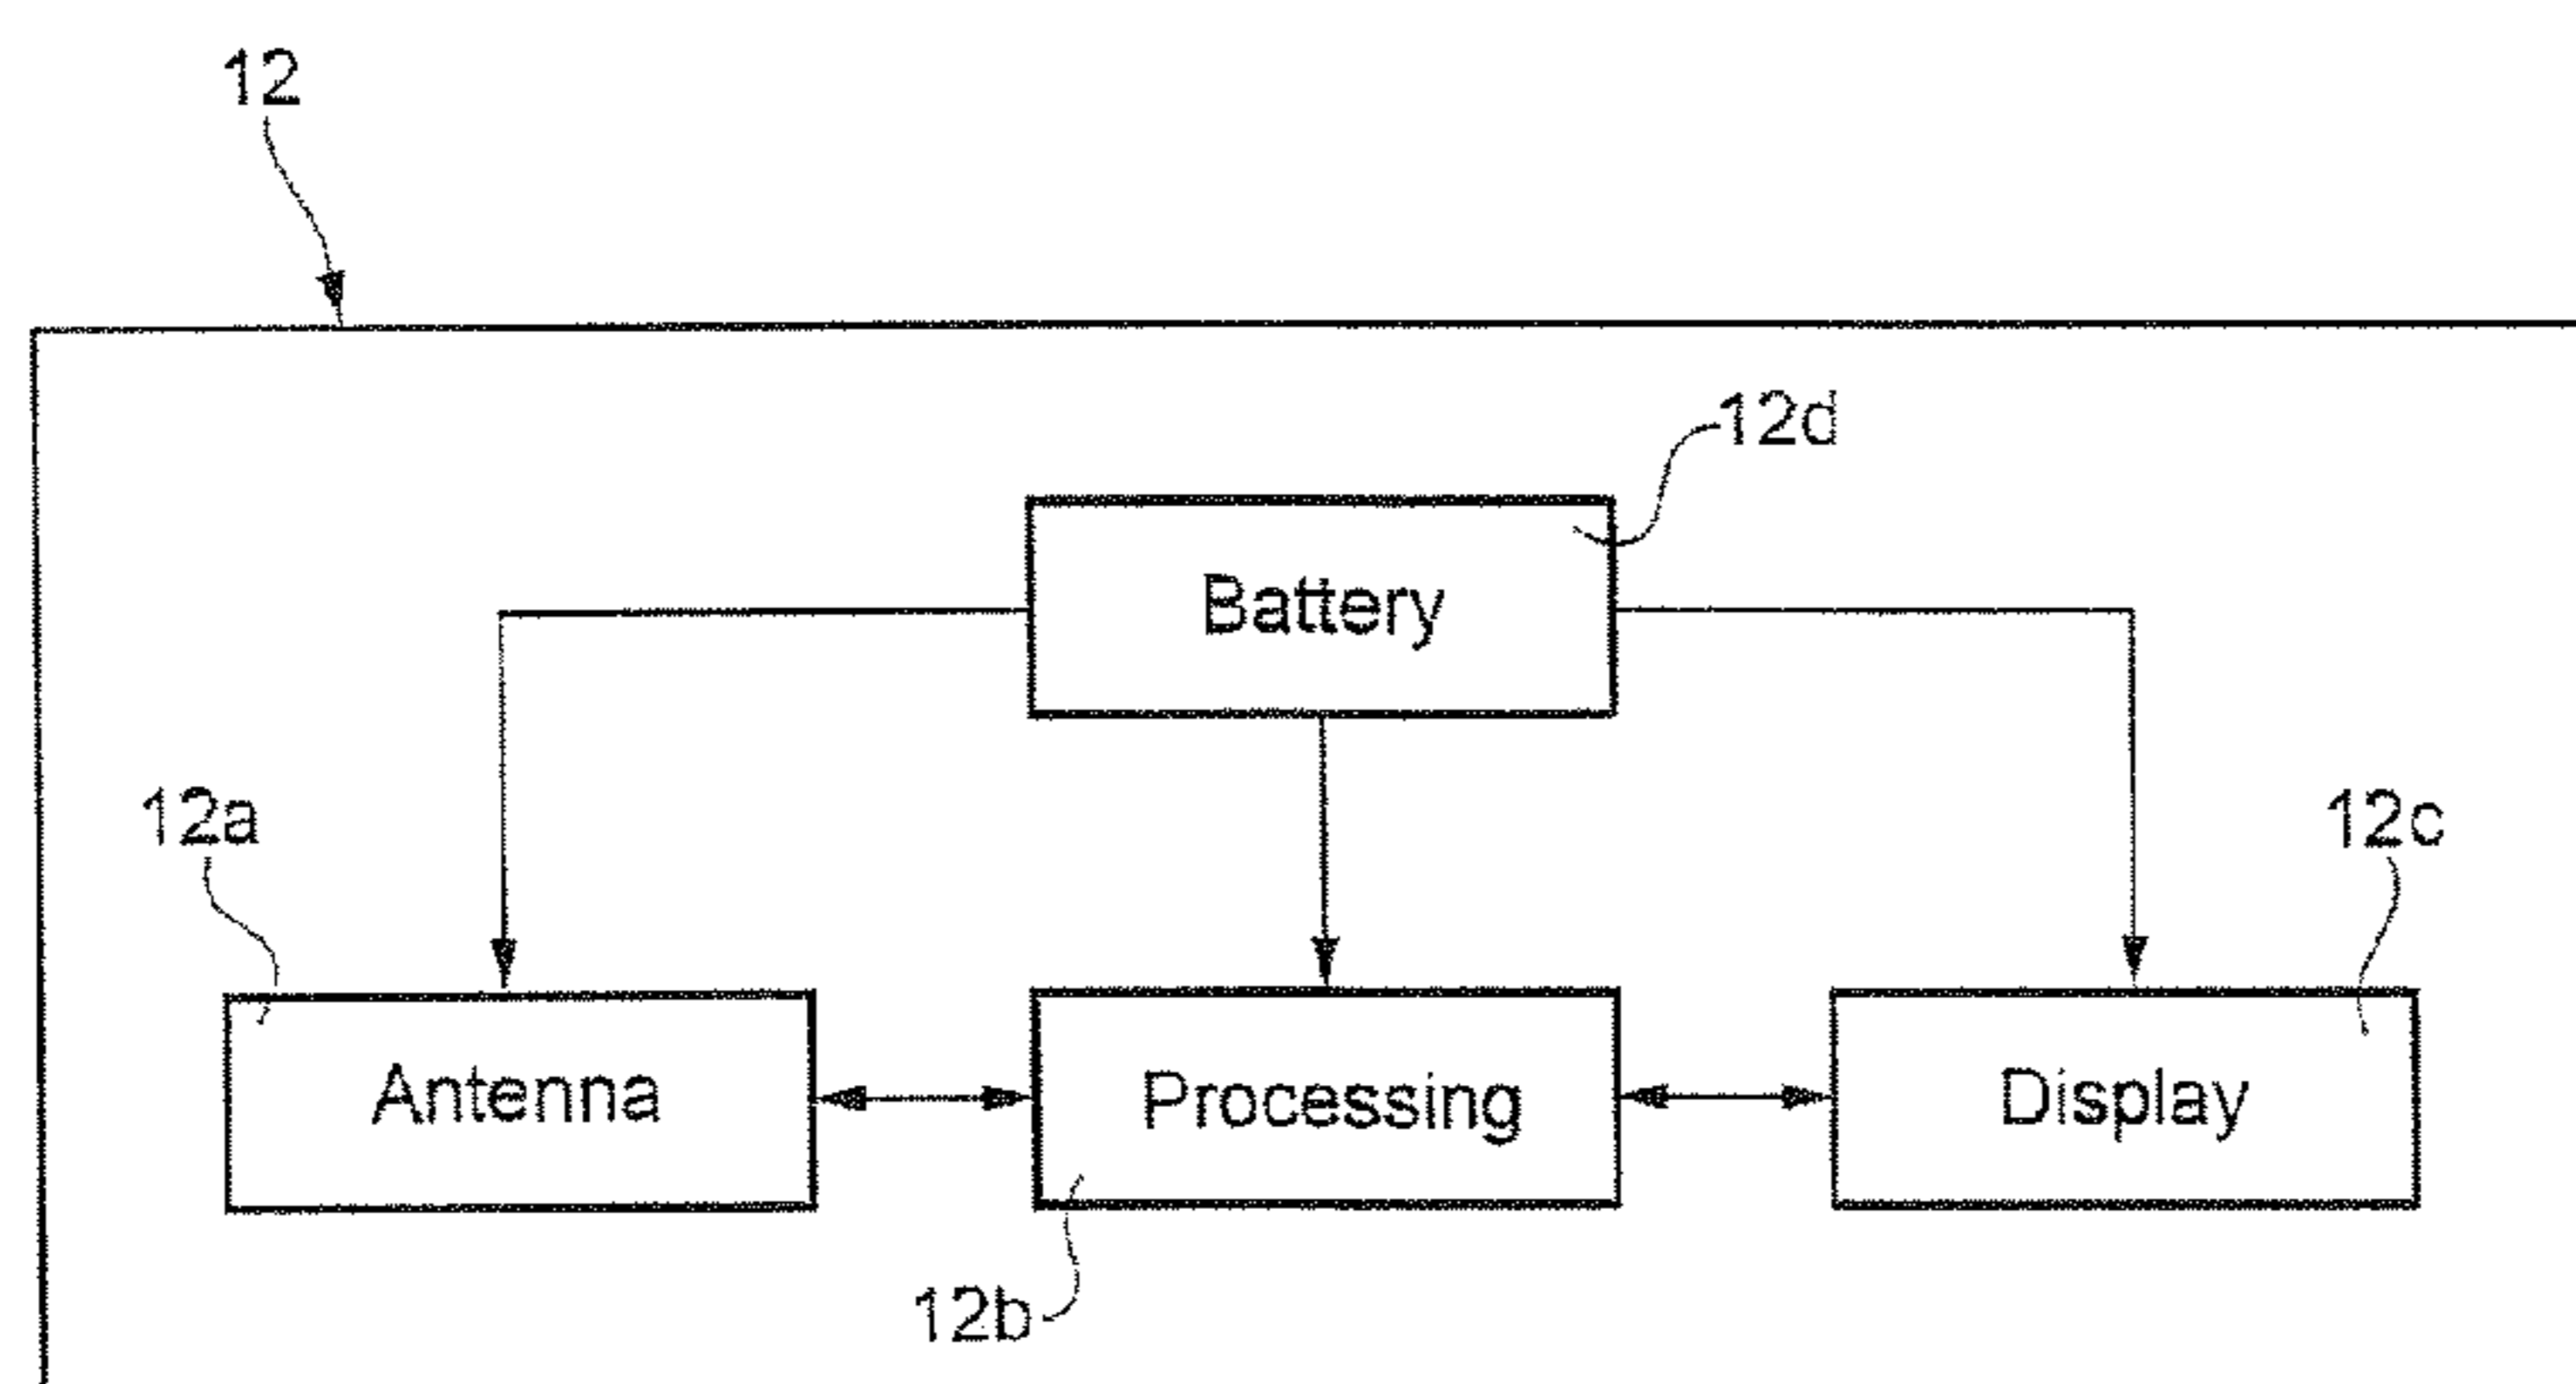 12
12d
Battery
12a
12c
Antenna
Processing
Display
12b